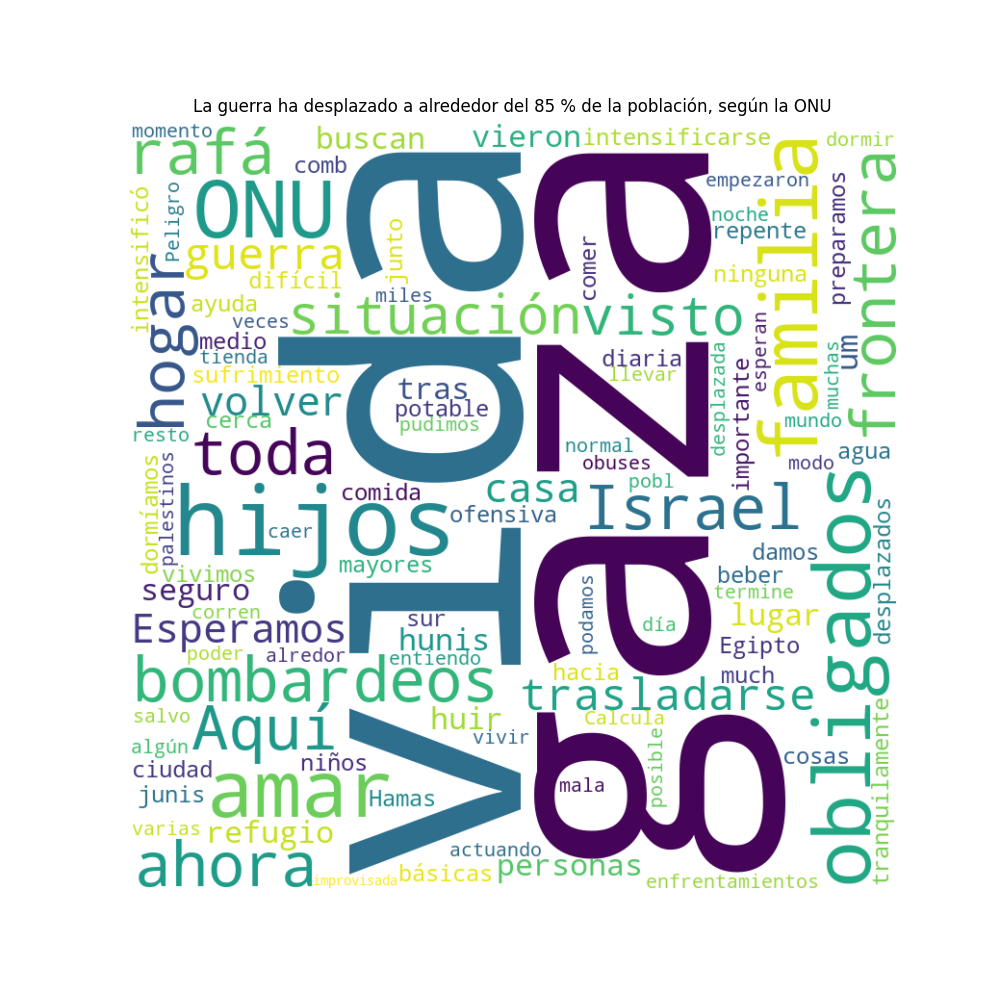 La guerra ha desplazado a alrededor del 85 % de la población, según la ONU
momento
rafá
buscan
vieron
intensificarse
dormir
comb
empezaron
ONU
vida
gaza
familia
frontera
intensificó
Peligro
guerra
junto
comer
noche
repente
preparamos
difícil
ninguna
hogar
ayuda
miles
situación
visto
veces
medio
tienda
esperan
um
sufrimiento
tras
diaria
llevar
desplazada
muchas
importante
volver
potable
cerca
pudimos
mundo
resto
toda
normal
agua
obuses
modo
dormíamos
palestinos
hijos
comida
casa
pobl
Israel
obligados
ofensiva
caer
desplazados
mayores
damos
vivimos
beber
seguro
podamos
termine
corren
sur
día
lugar
Esperamos
hunis
Egipto
poder
alredor
entiendo
bombardeos
hacia
much
trasladarse
salvo
Aquí
huir
Calcula
vivir
algún
posible
tranquilamente
ciudad
niños
cosas
amar
mala
junis
Hamas
varias
refugio
actuando
ahora
básicas
personas
improvisada
enfrentamientos